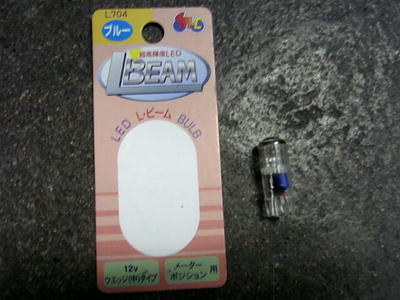 L704
ブルー
超高輝度LED
L BEAM
LED L・ビーム BULB
12v
ウエッジ(中)タイプ
メーター
ポジション 用